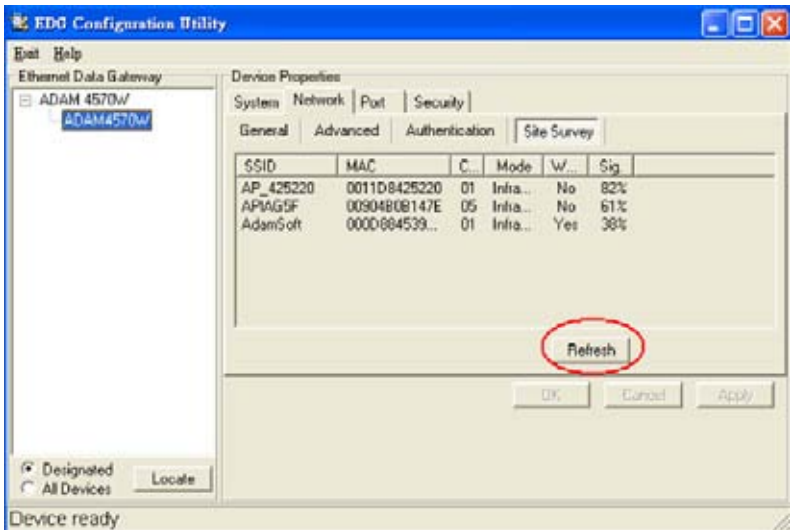 EDG Configuration Utility
Exit Help
Ethernet Data Gateway
ADAM 4570W
ADAM4570W
Device Properties
System Network Port Security
General Advanced Authentication Site Survey
SSID MAC C... Mode W... Sig.
AP_425220 0011D8425220 01 Infra... No 82%
APIAG5F 00904B08147E 05 Infra... No 61%
AdamSoft 000D884539... 01 Infra... Yes 38%
Refresh
OK Cancel Apply
Designated
All Devices
Locate
Device ready